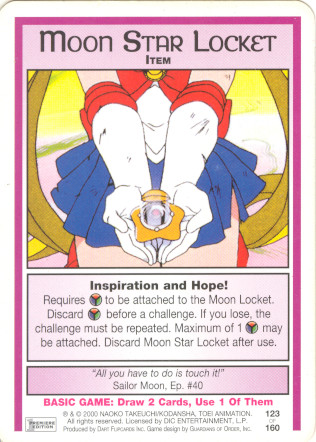 MOON STAR LOCKET
ITEM
Inspiration and Hope!
Requires to be attached to the Moon Locket.
Discard before a challenge. If you lose, the
challenge must be repeated. Maximum of 1 may
be attached. Discard Moon Star Locket after use.
"All you have to do is touch it!"
Sailor Moon, Ep. #40
BASIC GAME: Draw 2 Cards, Use 1 Of Them
PREMIERE
EDITION
® & © 2000 NAOKO TAKEUCHI/KODANSHA, TOEI ANIMATION.
All rights reserved. Licensed by DIC ENTERTAINMENT, L.P.
PRODUCED BY DART FLIPCARDS INC. Game design by GUARDIANS OF ORDER, INC.
123
OF
160